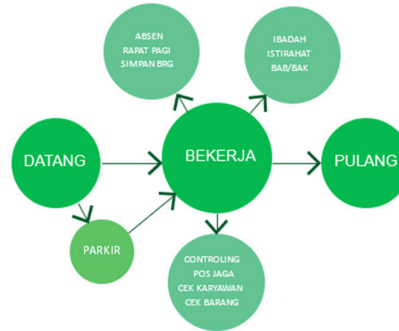 ABSEN
RAPAT PAGI
SIMPAN BRG
IBADAH
ISTIRAHAT
BAB/BAK
DATANG
BEKERJA
PULANG
PARKIR
CONTROLING
POS JAGA
CEK KARYAWAN
CEK BARANG